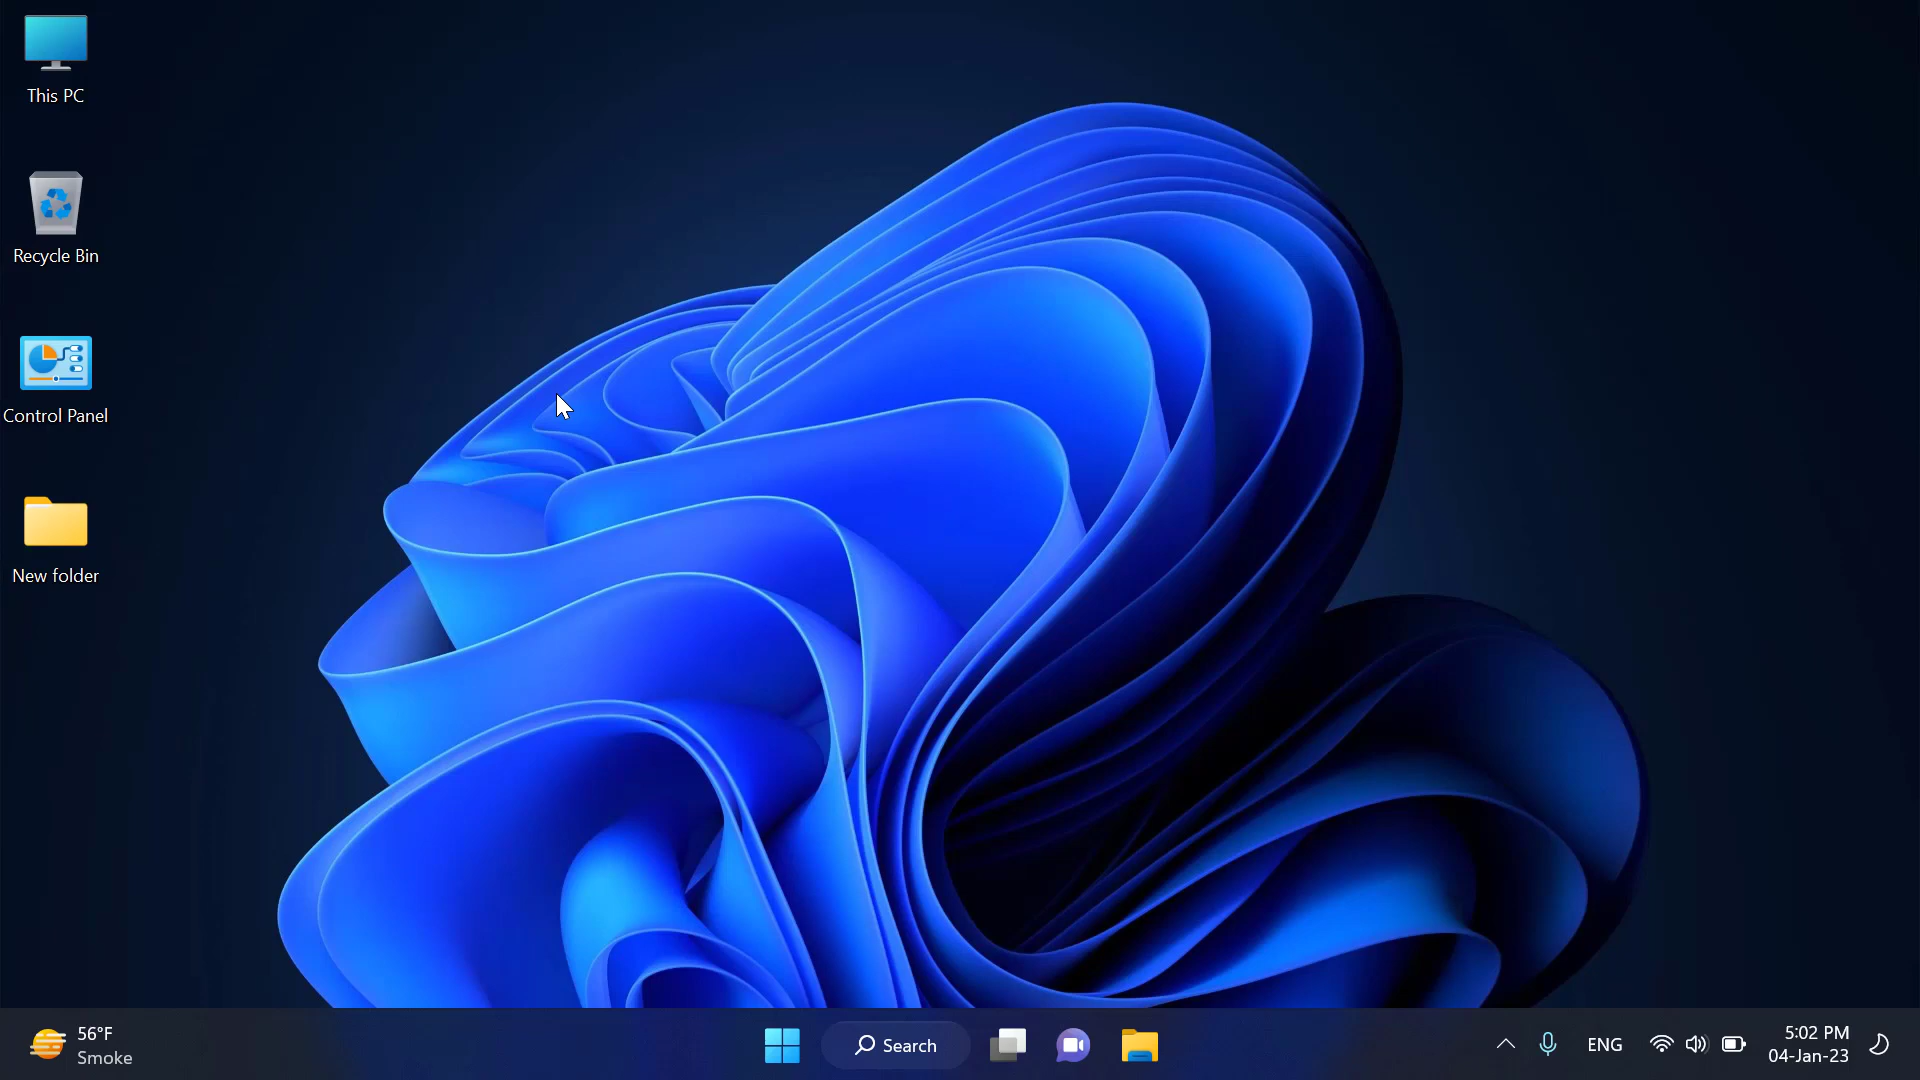 This PC
Recycle Bin
Control Panel
New folder
56°F
Smoke
Search
ENG
5:02 PM
04-Jan-23